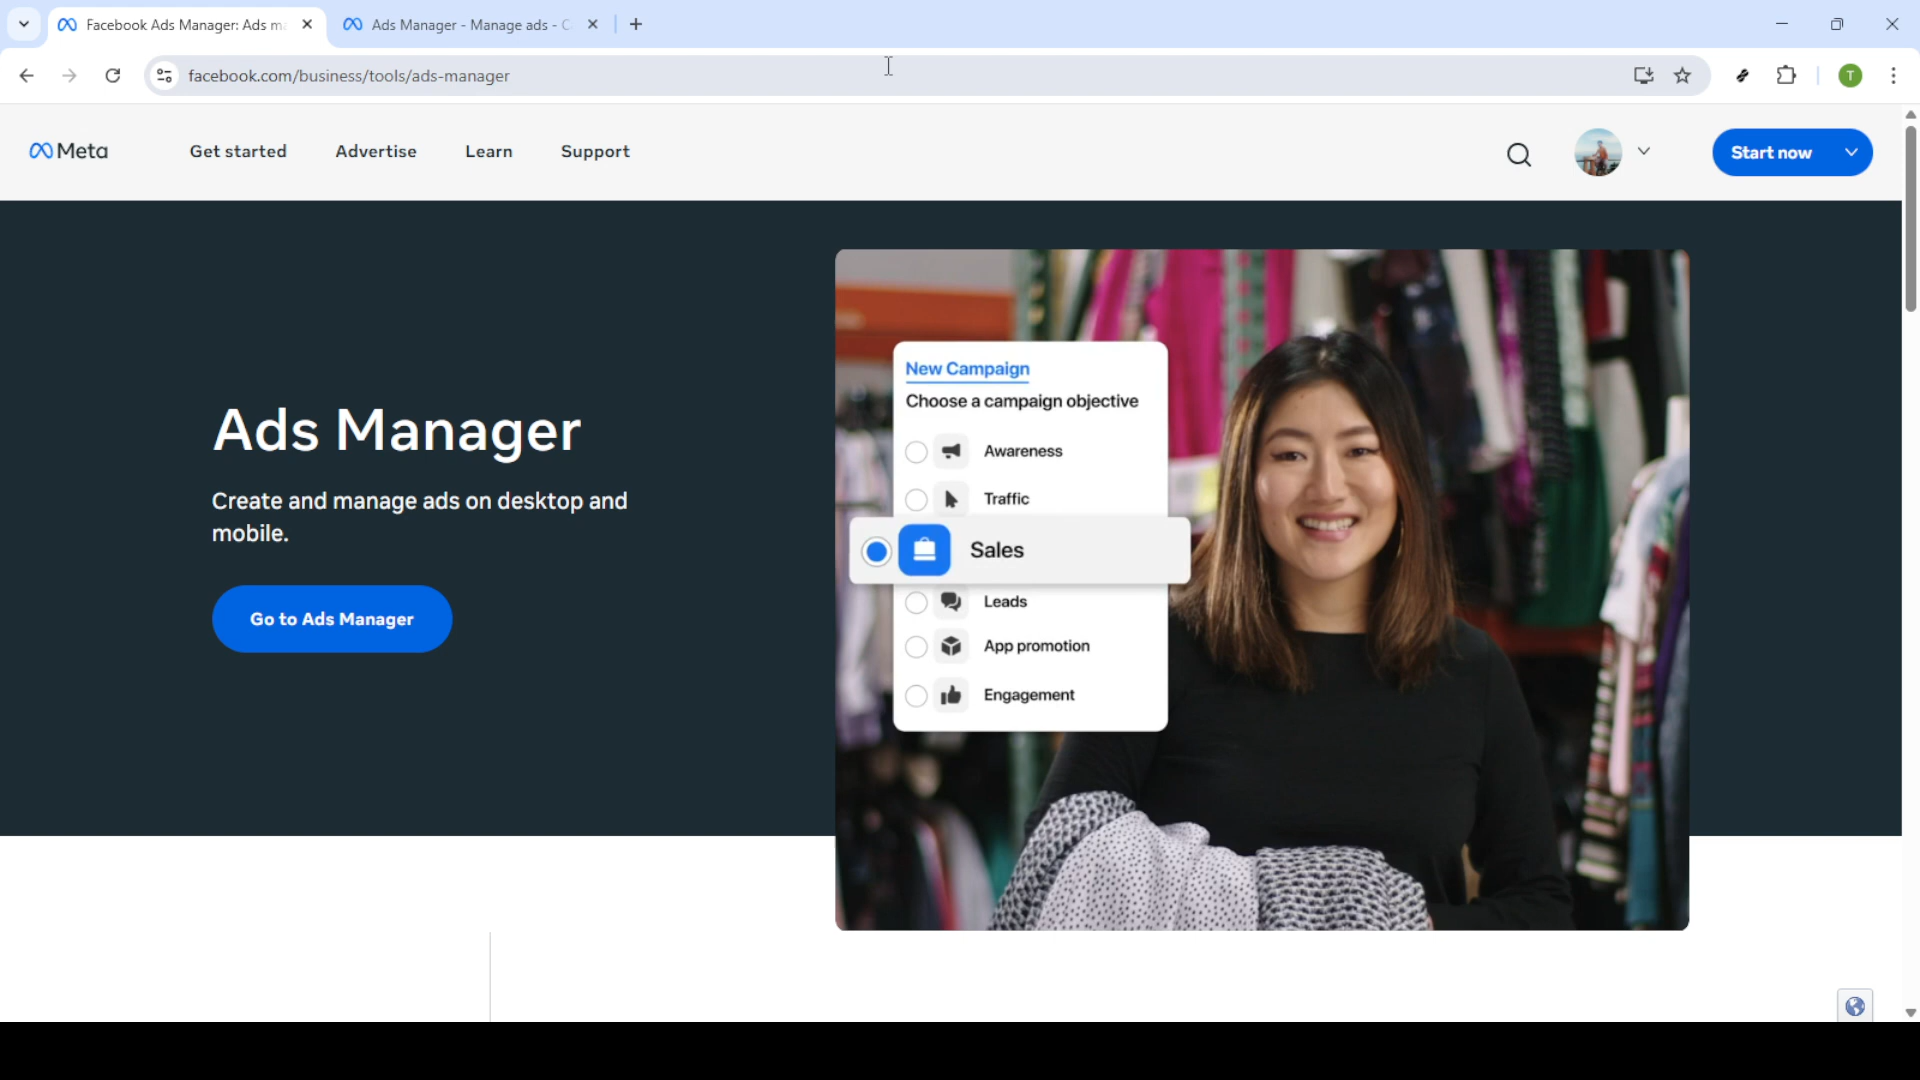 Facebook Ads Manager: Ads ma
Ads Manager - Manage ads - C
facebook.com/business/tools/ads-manager
T
Meta
Get started
Advertise
Learn
Support
Start now
Ads Manager
Create and manage ads on desktop and
mobile.
Go to Ads Manager
New Campaign
Choose a campaign objective
Awareness
Traffic
Sales
Leads
App promotion
Engagement